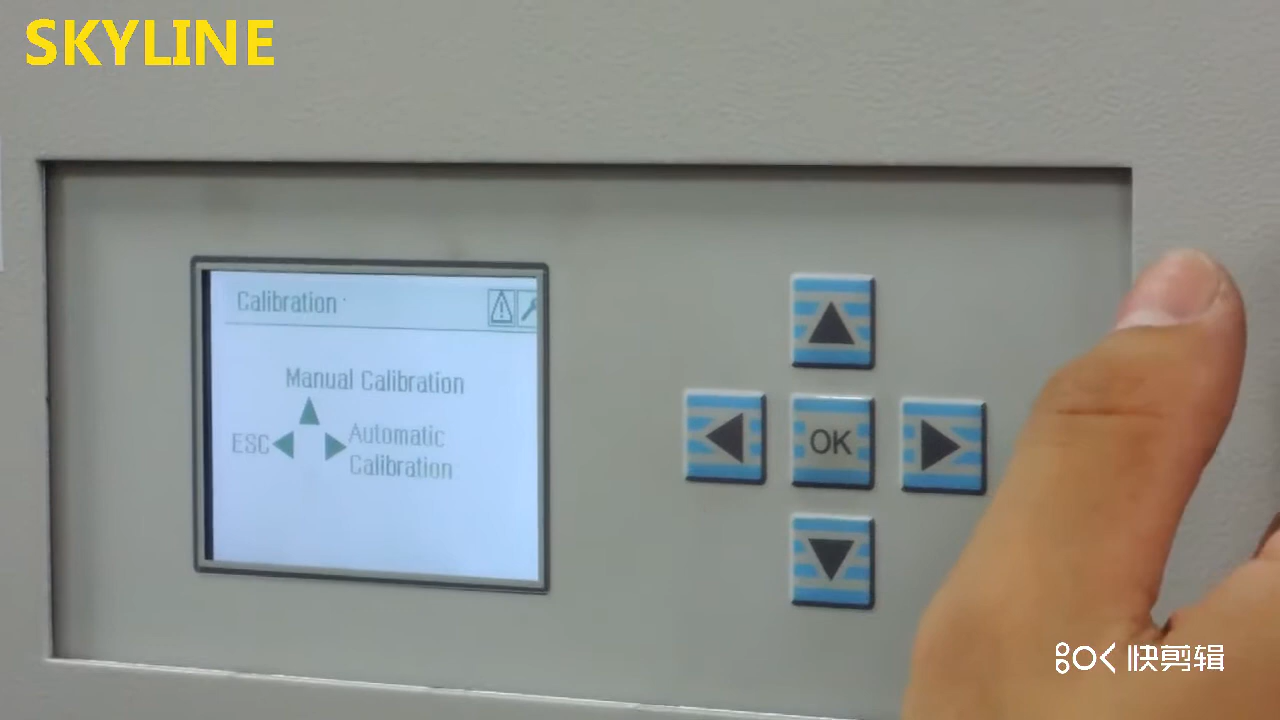 SKYLINE
Calibration
Manual Calibration
ESC
Automatic
Calibration
OK
快剪辑